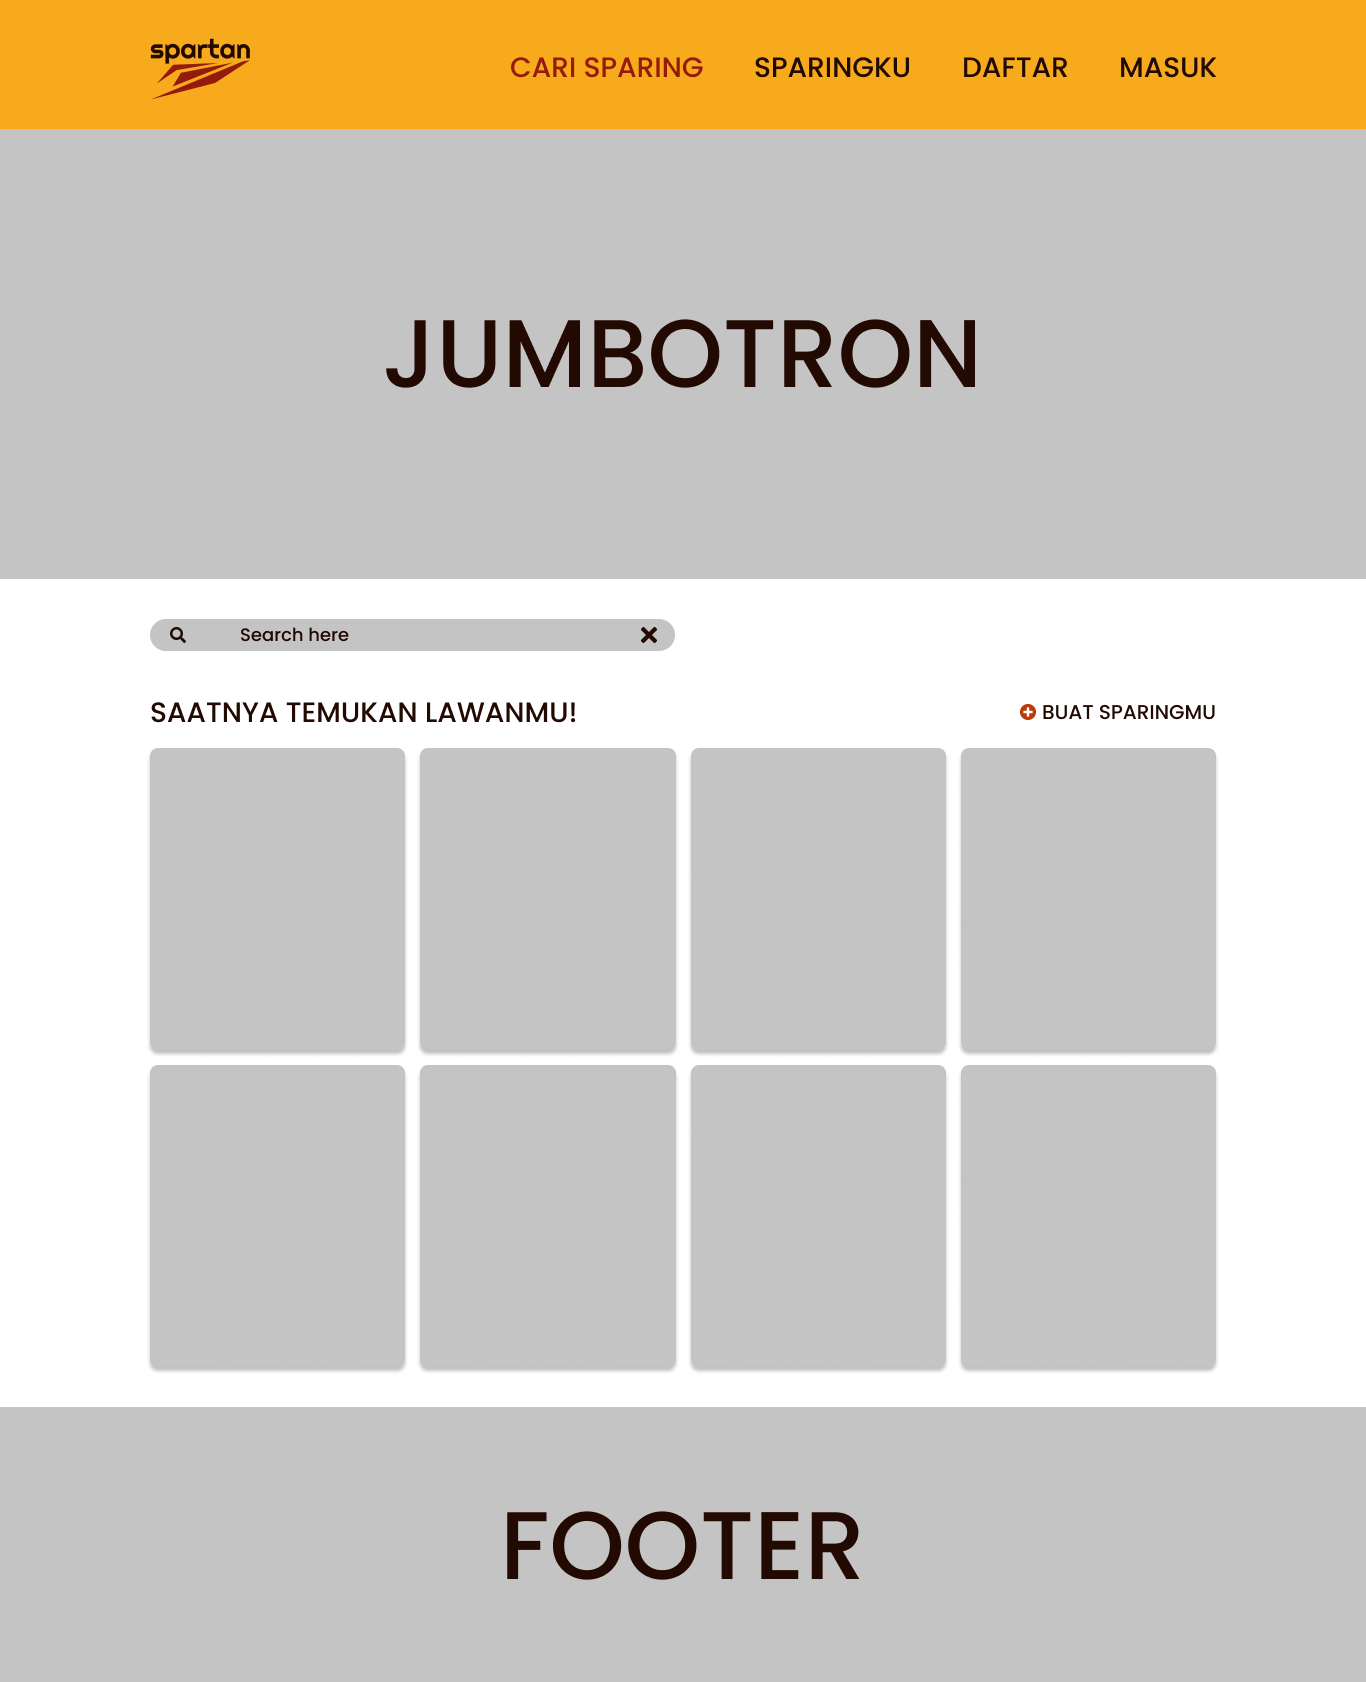 spartan
CARI SPARING SPARINGKU DAFTAR MASUK
JUMBOTRON
Search here
SAATNYA TEMUKAN LAWANMU!
BUAT SPARINGMU
FOOTER